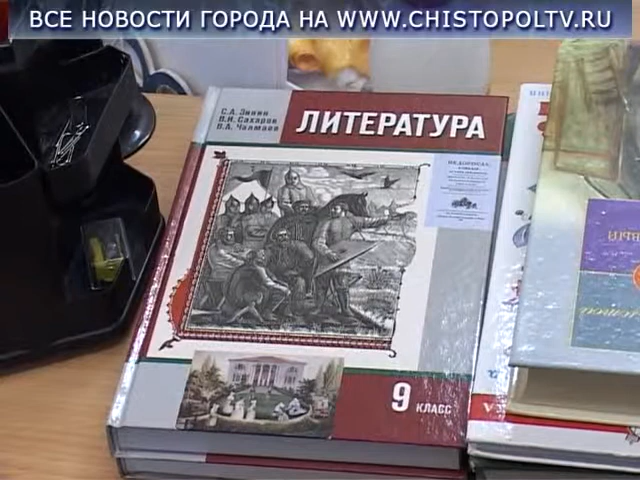 ВСЕ НОВОСТИ ГОРОДА НА WWW.CHISTOPOLTV.RU
С.А. Зинин
В.И. Сахаров
В.А. Чалмаев
ЛИТЕРАТУРА
9 КЛАСС